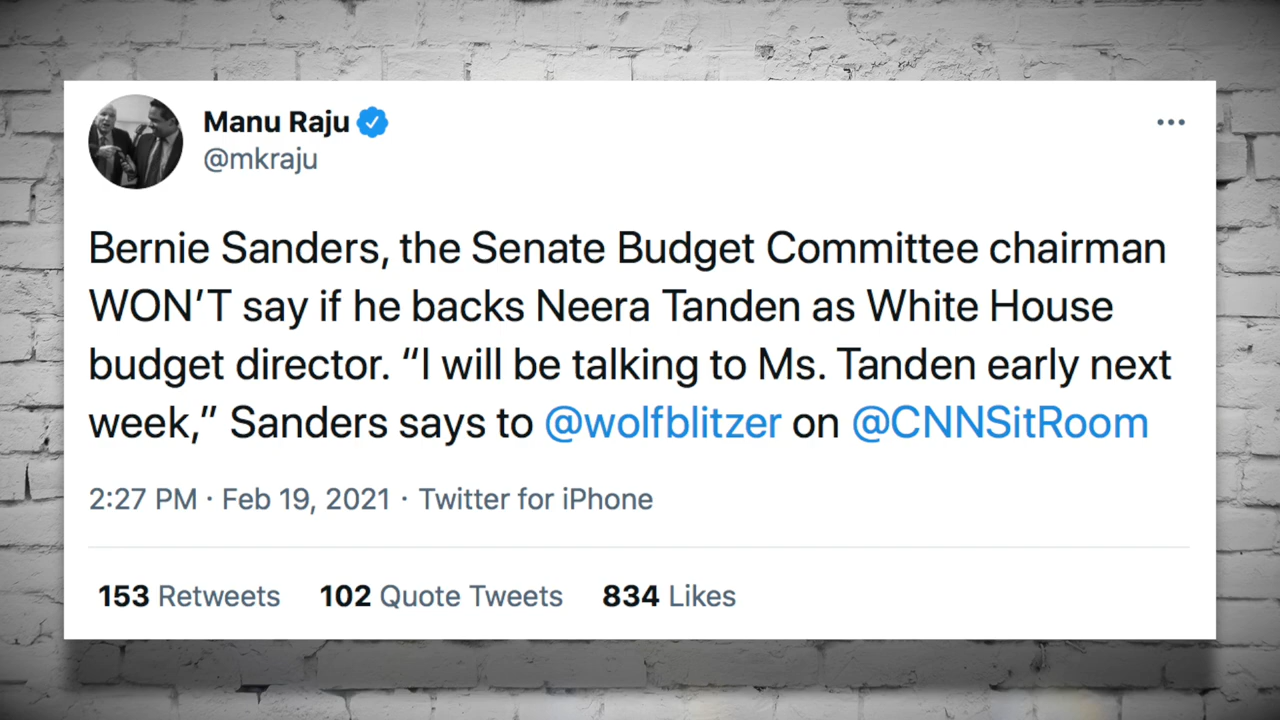 Manu Raju
@mkraju
Bernie Sanders, the Senate Budget Committee chairman
WON’T say if he backs Neera Tanden as White House
budget director. “I will be talking to Ms. Tanden early next
week,” Sanders says to @wolfblitzer on @CNNSitRoom
2:27 PM · Feb 19, 2021 · Twitter for iPhone
153 Retweets 102 Quote Tweets 834 Likes